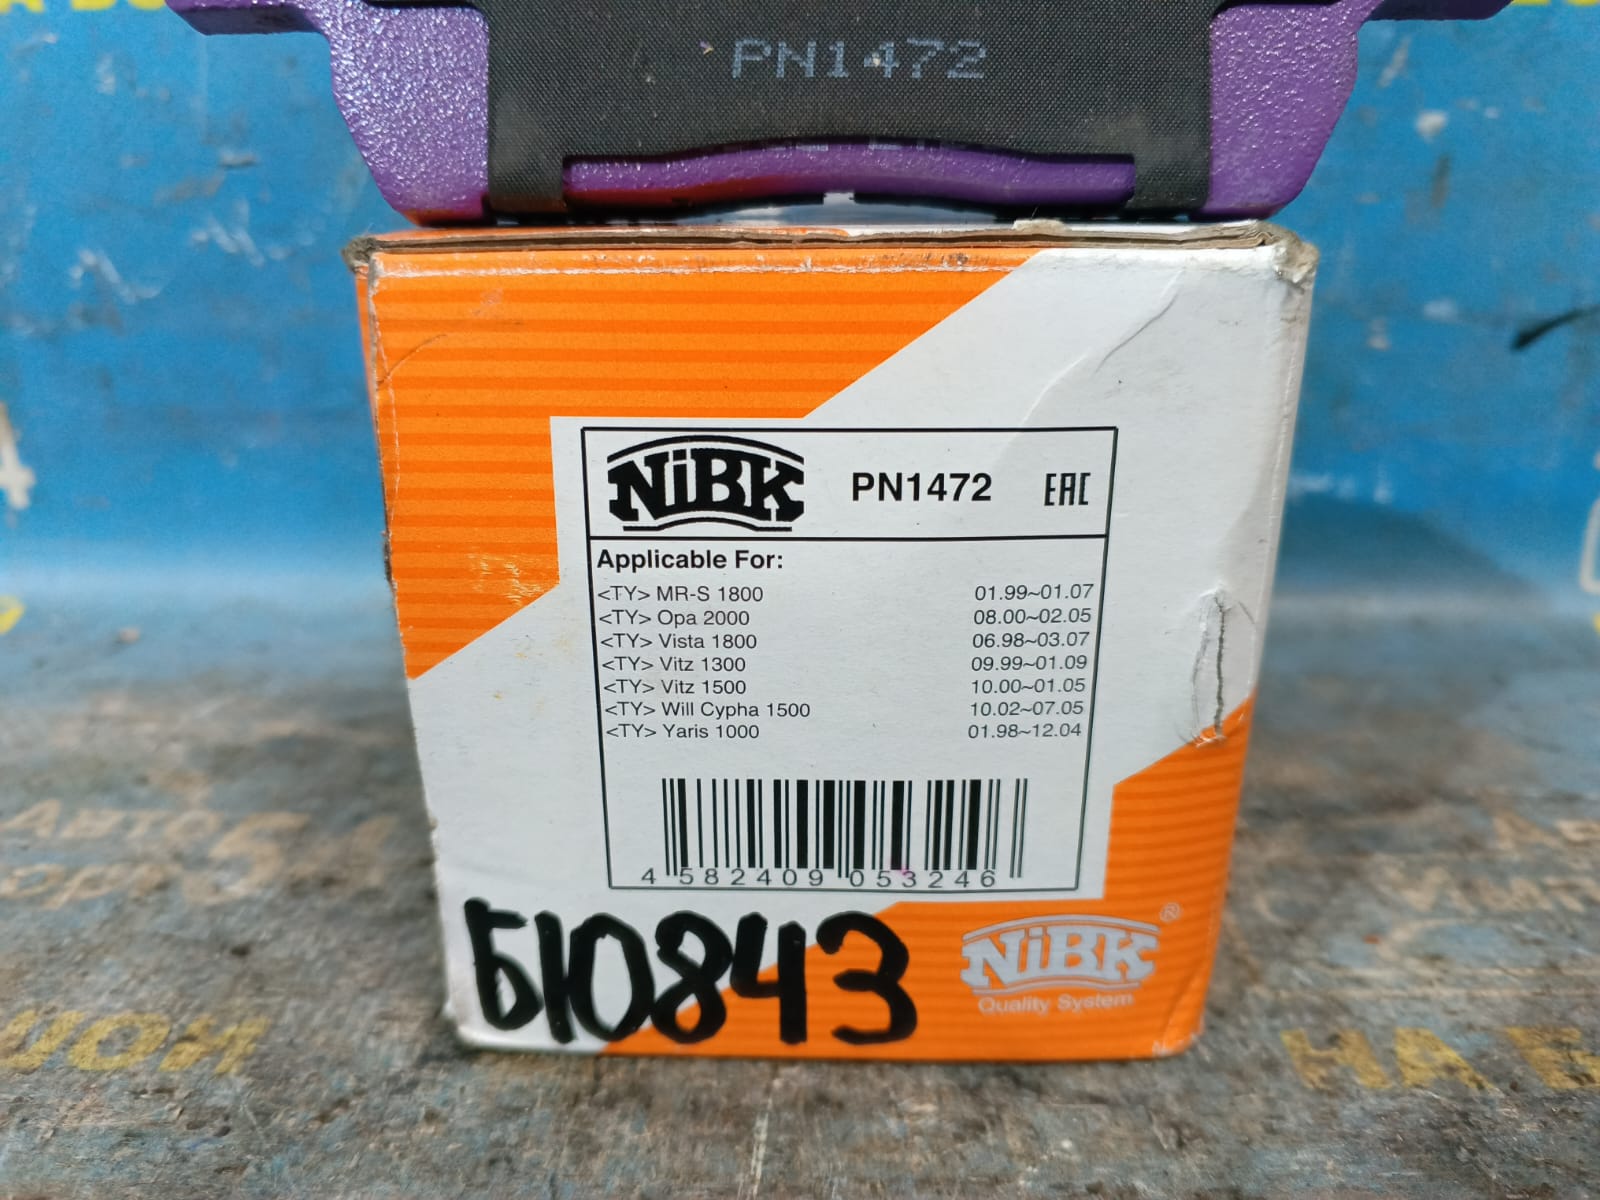 PN1472
NiBK PN1472 EAC
Applicable For:
<TY> MR-S 1800 01.99~01.07
<TY> Opa 2000 08.00~02.05
<TY> Vista 1800 06.98~03.07
<TY> Vitz 1300 09.99~01.09
<TY> Vitz 1500 10.00~01.05
<TY> Will Cypha 1500 10.02~07.05
<TY> Yaris 1000 01.98~12.04
4 582409 053246
БЮ843
NiBK ®
Quality System